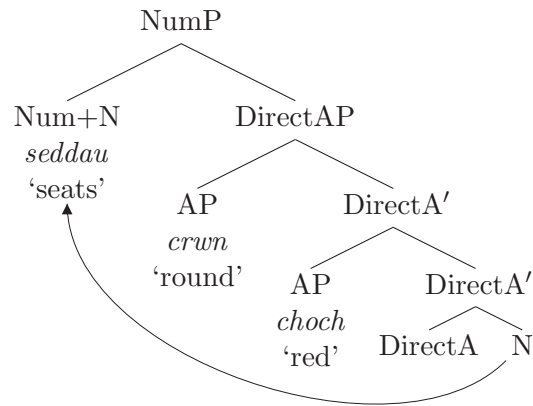 NumP
Num+N DirectAP
seddau
‘seats’ AP DirectA′
crwn
‘round’ AP DirectA′
choch
‘red’ DirectA N